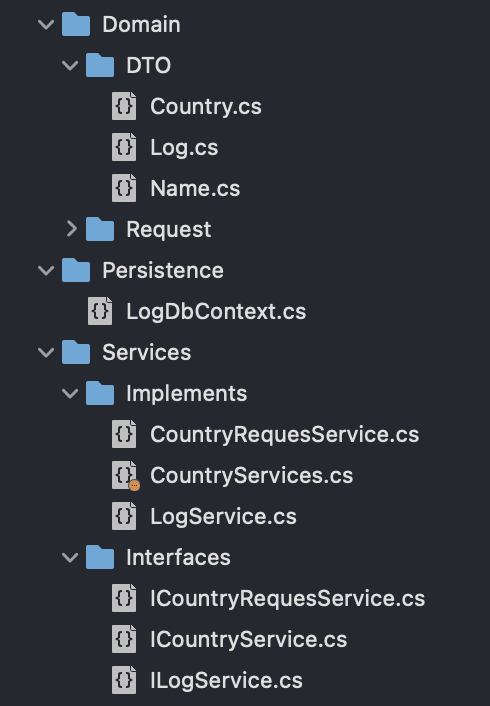 Domain
DTO
Country.cs
Log.cs
Name.cs
Request
Persistence
LogDbContext.cs
Services
Implements
CountryRequesService.cs
CountryServices.cs
LogService.cs
Interfaces
ICountryRequesService.cs
ICountryService.cs
ILogService.cs